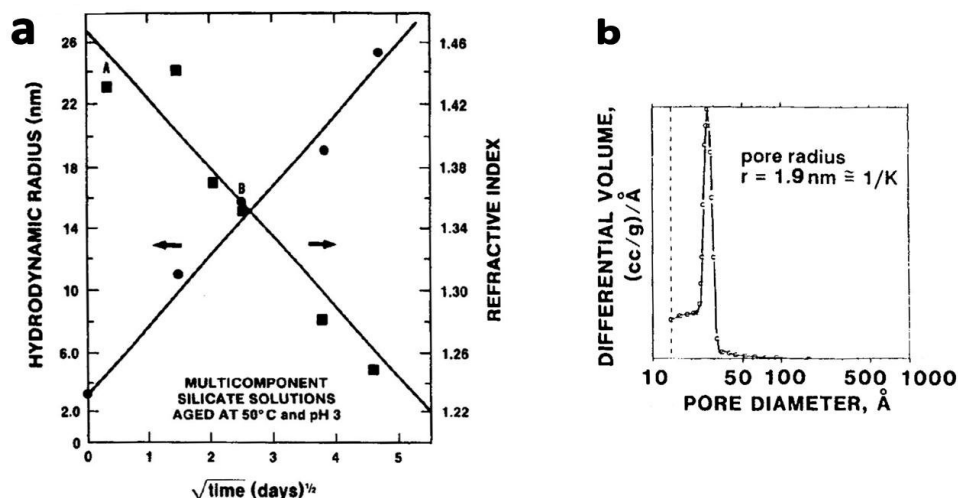 a
HYDRODYNAMIC RADIUS (nm)
26
22
18
14
10
6.0
2.0
0
A
B
1.46
1.42
1.38
1.34
1.30
1.26
1.22
REFRACTIVE INDEX
MULTICOMPONENT
SILICATE SOLUTIONS
AGED AT 50°C and pH 3
0 1 2 3 4 5
√time (days)½
b
DIFFERENTIAL VOLUME,
(cc/g)/Å
pore radius
r = 1.9 nm ≅ 1/K
10 50 100 500 1000
PORE DIAMETER, Å